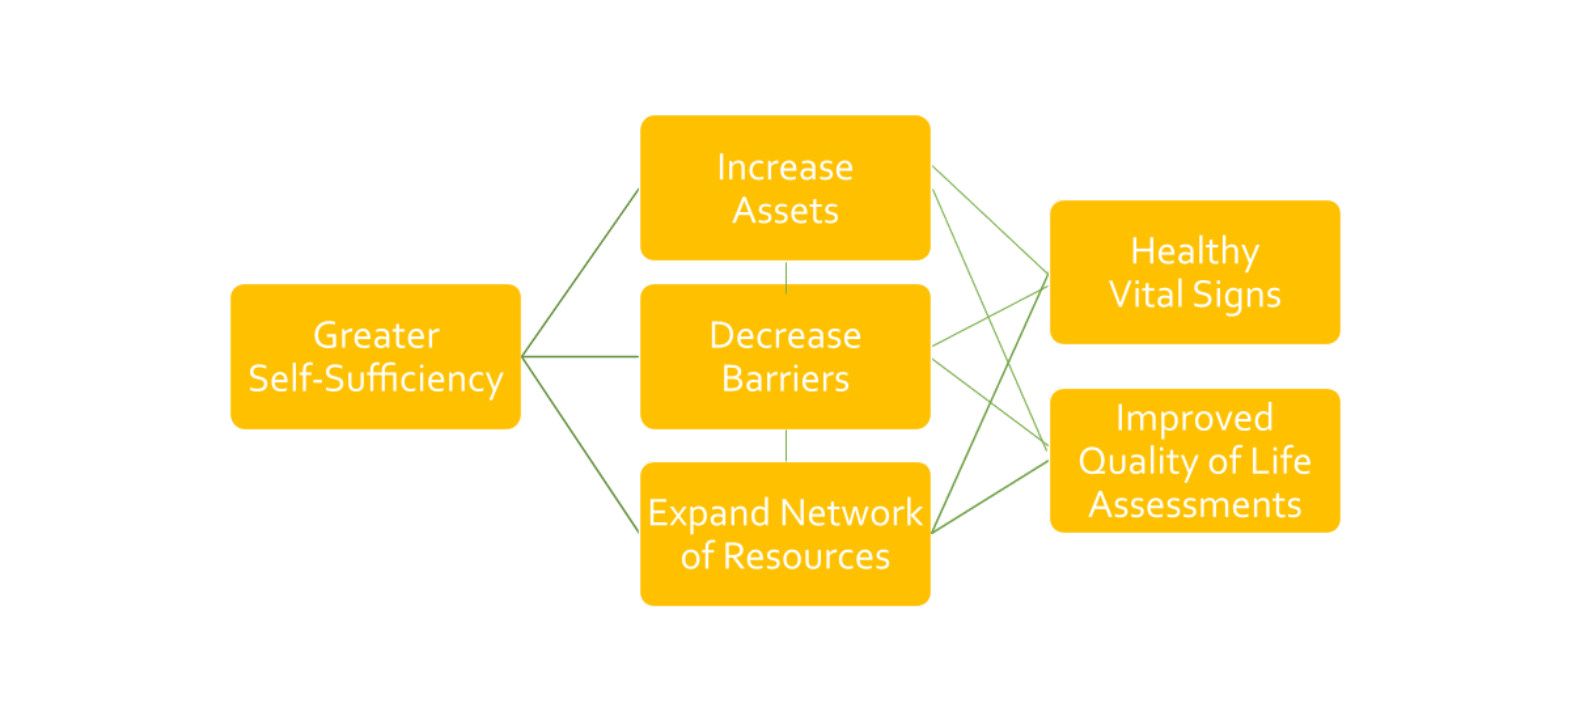 Greater
Self-Sufficiency
Increase
Assets
Decrease
Barriers
Expand Network
of Resources
Healthy
Vital Signs
Improved
Quality of Life
Assessments